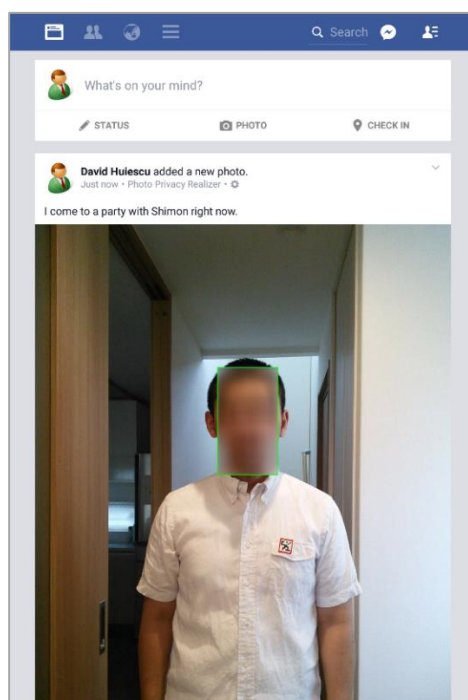 Search
What's on your mind?
STATUS
PHOTO
CHECK IN
David Huiescu added a new photo.
Just now • Photo Privacy Realizer •
I come to a party with Shimon right now.